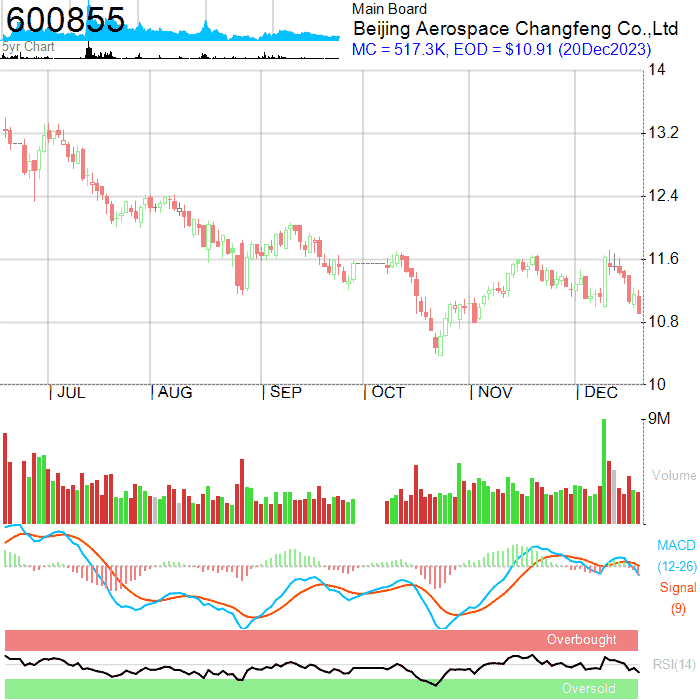 600855
5yr Chart
Main Board
Beijing Aerospace Changfeng Co.,Ltd
MC = 517.3K, EOD = $10.91 (20Dec2023)
14
13.2
12.4
11.6
10.8
10
JUL AUG SEP OCT NOV DEC
9M
Volume
MACD
(12-26)
Signal
(9)
Overbought
RSI(14)
Oversold